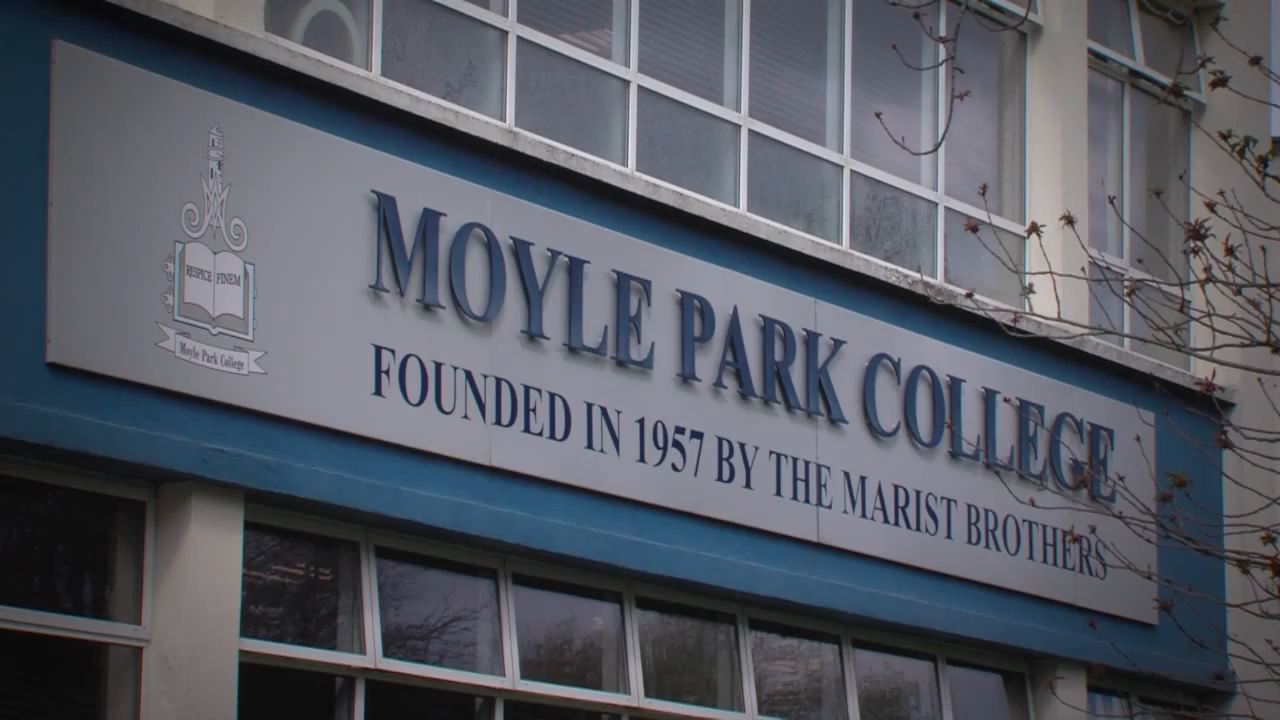 RESPICE FINEM
Moyle Park College
MOYLE PARK COLLEGE
FOUNDED IN 1957 BY THE MARIST BROTHERS